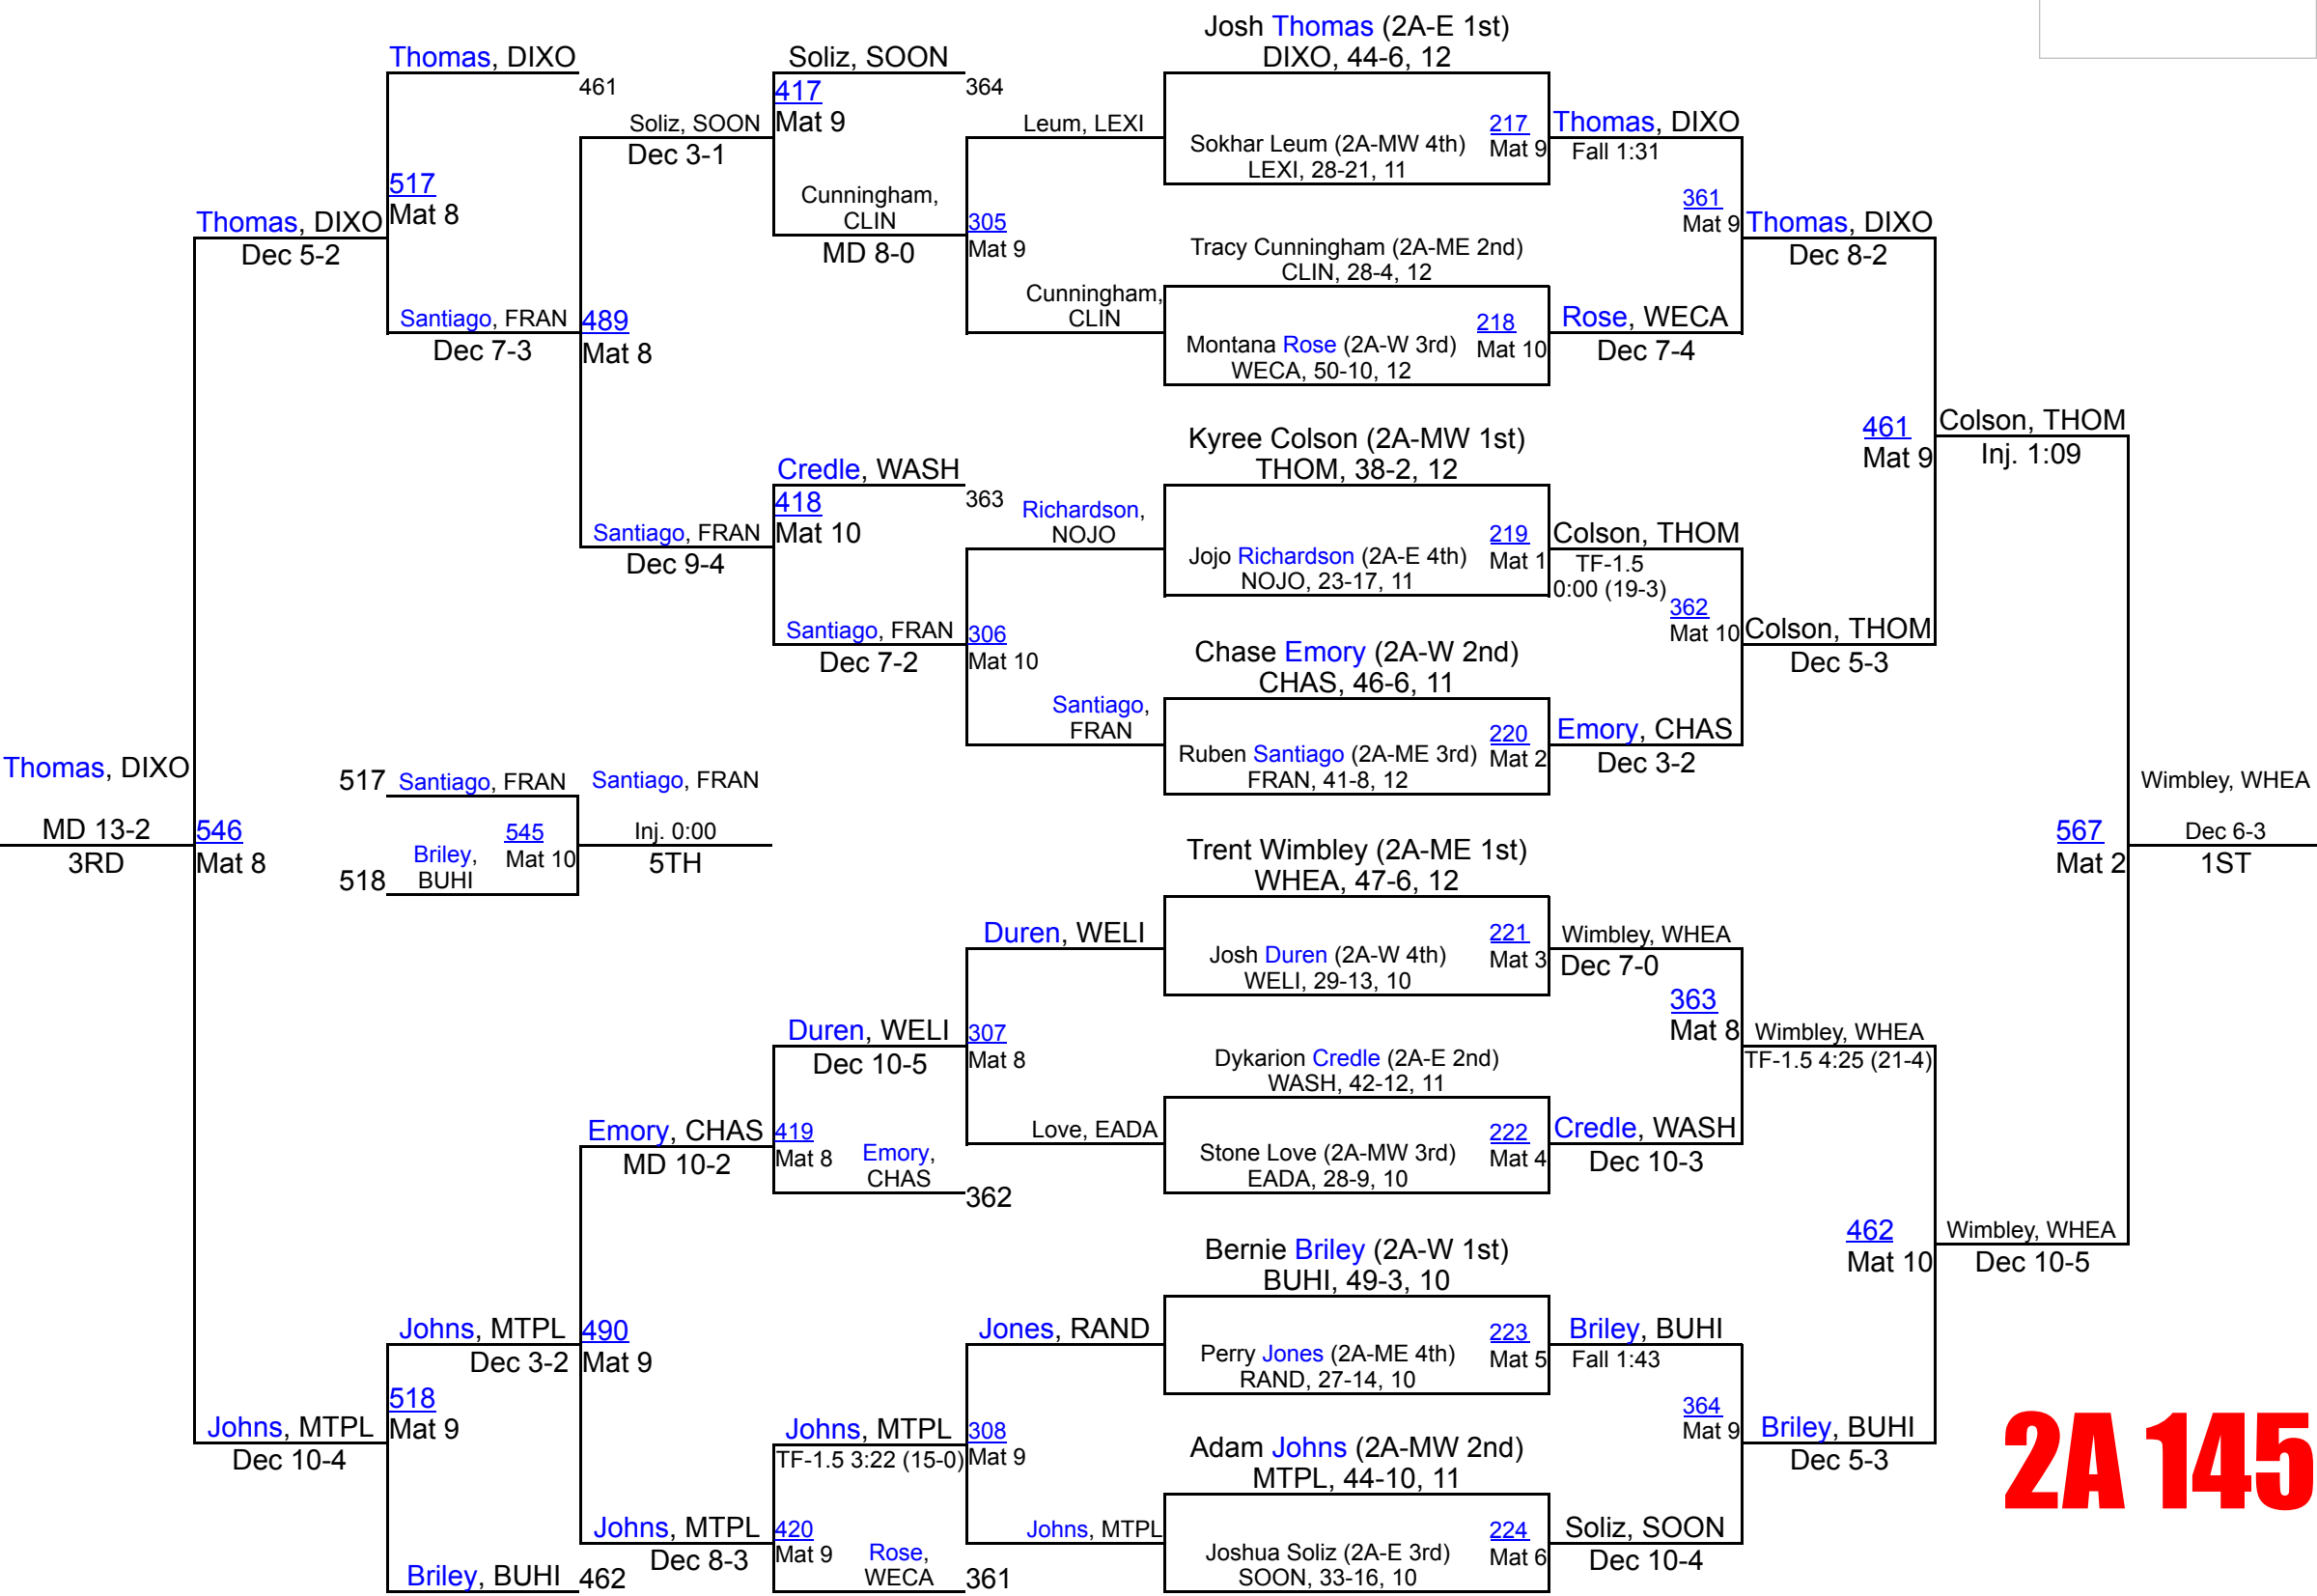 Thomas, DIXO
461
517
Mat 8
Thomas, DIXO
Dec 5-2
Santiago, FRAN
Dec 7-3
489
Mat 8
Soliz, SOON
Dec 3-1
Soliz, SOON
364
417
Mat 9
Cunningham,
CLIN
MD 8-0
Leum, LEXI
305
Mat 9
Cunningham,
CLIN
Credle, WASH
363
418
Mat 10
Santiago, FRAN
Dec 9-4
Santiago, FRAN
Dec 7-2
Richardson,
NOJO
306
Mat 10
Santiago,
FRAN
Josh Thomas (2A-E 1st)
DIXO, 44-6, 12
Sokhar Leum (2A-MW 4th)
LEXI, 28-21, 11
217
Mat 9
Thomas, DIXO
Fall 1:31
361
Mat 9
Thomas, DIXO
Dec 8-2
Tracy Cunningham (2A-ME 2nd)
CLIN, 28-4, 12
Montana Rose (2A-W 3rd)
WECA, 50-10, 12
218
Mat 10
Rose, WECA
Dec 7-4
461
Mat 9
Colson, THOM
Inj. 1:09
Kyree Colson (2A-MW 1st)
THOM, 38-2, 12
Jojo Richardson (2A-E 4th)
NOJO, 23-17, 11
219
Mat 1
Colson, THOM
TF-1.5
0:00 (19-3)
362
Mat 10
Colson, THOM
Dec 5-3
Chase Emory (2A-W 2nd)
CHAS, 46-6, 11
Ruben Santiago (2A-ME 3rd)
FRAN, 41-8, 12
220
Mat 2
Emory, CHAS
Dec 3-2
Thomas, DIXO
MD 13-2
3RD
546
Mat 8
517
Santiago, FRAN
518
Briley,
BUHI
545
Mat 10
Santiago, FRAN
Inj. 0:00
5TH
567
Mat 2
Wimbley, WHEA
Dec 6-3
1ST
Trent Wimbley (2A-ME 1st)
WHEA, 47-6, 12
Josh Duren (2A-W 4th)
WELI, 29-13, 10
221
Mat 3
Wimbley, WHEA
Dec 7-0
363
Mat 8
Wimbley, WHEA
TF-1.5 4:25 (21-4)
Dykarion Credle (2A-E 2nd)
WASH, 42-12, 11
Stone Love (2A-MW 3rd)
EADA, 28-9, 10
222
Mat 4
Credle, WASH
Dec 10-3
Duren, WELI
307
Mat 8
Love, EADA
Duren, WELI
Dec 10-5
419
Mat 8
Emory,
CHAS
362
Emory, CHAS
MD 10-2
462
Mat 10
Wimbley, WHEA
Dec 10-5
Bernie Briley (2A-W 1st)
BUHI, 49-3, 10
Perry Jones (2A-ME 4th)
RAND, 27-14, 10
223
Mat 5
Briley, BUHI
Fall 1:43
364
Mat 9
Briley, BUHI
Dec 5-3
Adam Johns (2A-MW 2nd)
MTPL, 44-10, 11
Joshua Soliz (2A-E 3rd)
SOON, 33-16, 10
224
Mat 6
Soliz, SOON
Dec 10-4
Jones, RAND
308
Mat 9
Johns, MTPL
Johns, MTPL
TF-1.5 3:22 (15-0)
420
Mat 9
Rose,
WECA
361
Johns, MTPL
Dec 8-3
Johns, MTPL
Dec 3-2
490
Mat 9
518
Mat 9
Johns, MTPL
Dec 10-4
Briley, BUHI
462
2A 145